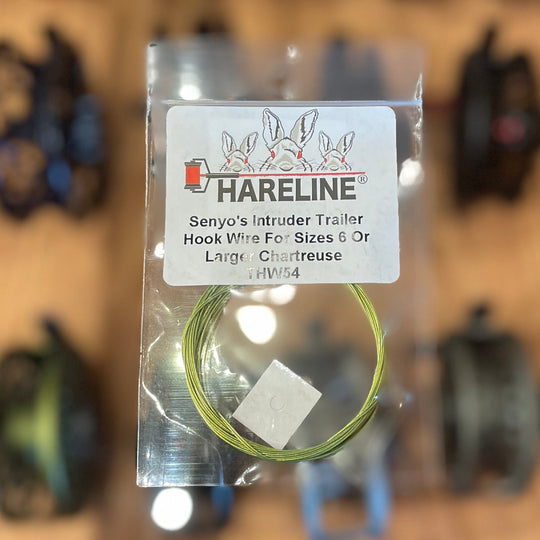 HARELINE®
Senyo's Intruder Trailer
Hook Wire For Sizes 6 Or
Larger Chartreuse
THW54